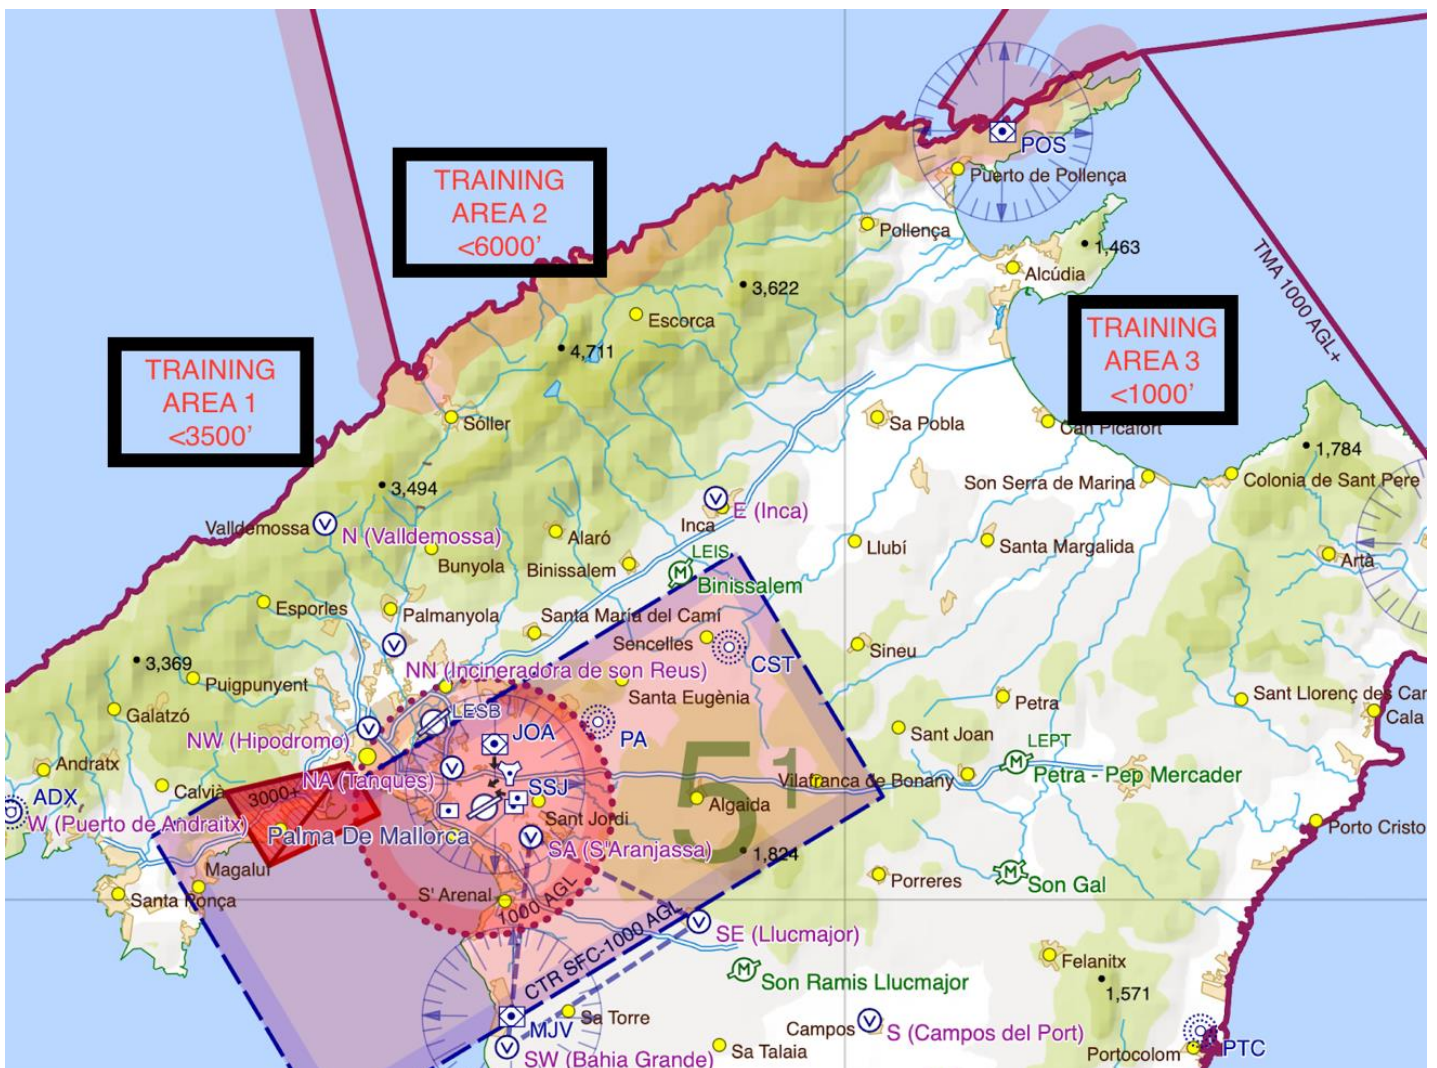 TRAINING
AREA 2
<6000’
POS
Puerto de Pollença
Pollença
1,463
Alcúdia
TMA 1000 AGL+
3,622
Escorca
4,711
TRAINING
AREA 1
<3500’
TRAINING
AREA 3
<1000’
Sóller
Sa Pobla
Can Picafort
1,784
3,494
Son Serra de Marina
Colonia de Sant Pere
Valldemossa
N (Valldemossa)
Inca
E (Inca)
Alaró
Bunyola
Binissalem
LEIS
Binissalem
Llubí
Santa Margalida
Artà
Esporles
Palmanyola
Santa María del Camí
Sencelles
CST
Sineu
3,369
Puigpunyent
NN (Incineradora de son Reus)
Santa Eugènia
Petra
Sant Llorenç des Car
Cala
Galatzó
LESB
JOA
PA
NW (Hipodromo)
Sant Joan
LEPT
Petra - Pep Mercader
Andratx
ADX
Calvià
3000+
NA (Tanques)
SSJ
5¹
Vilafranca de Bonany
Algaida
W (Puerto de Andraitx)
Palma De Mallorca
Sant Jordi
SA (S'Aranjassa)
1,824
Porto Cristo
Magaluf
Santa Ponça
S' Arenal
1000 AGL
Porreres
Son Gal
SE (Llucmajor)
CTR SFC-1000 AGL
Son Ramis Llucmajor
Felanitx
1,571
MJV
Sa Torre
SW (Bahia Grande)
Sa Talaia
Campos
S (Campos del Port)
Portocolom
PTC